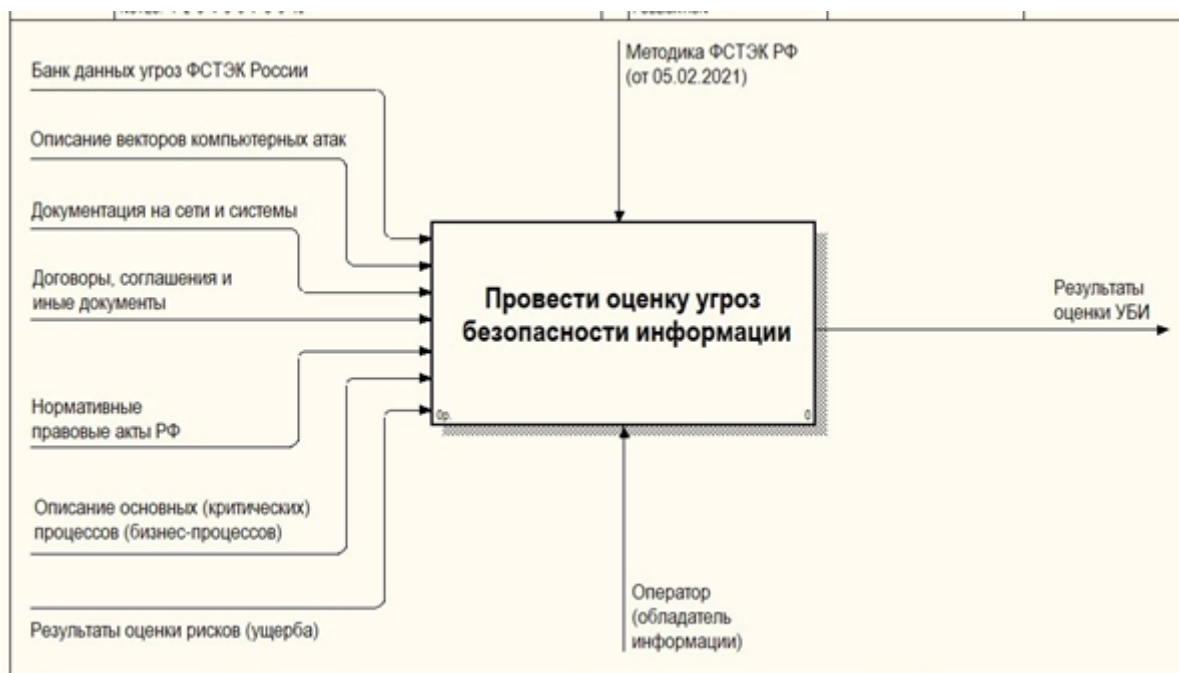 Методика ФСТЭК РФ
(от 05.02.2021)
Банк данных угроз ФСТЭК России
Описание векторов компьютерных атак
Документация на сети и системы
Договоры, соглашения и
иные документы
Провести оценку угроз
безопасности информации
0р.
0
Результаты
оценки УБИ
Нормативные
правовые акты РФ
Описание основных (критических)
процессов (бизнес-процессов)
Результаты оценки рисков (ущерба)
Оператор
(обладатель
информации)